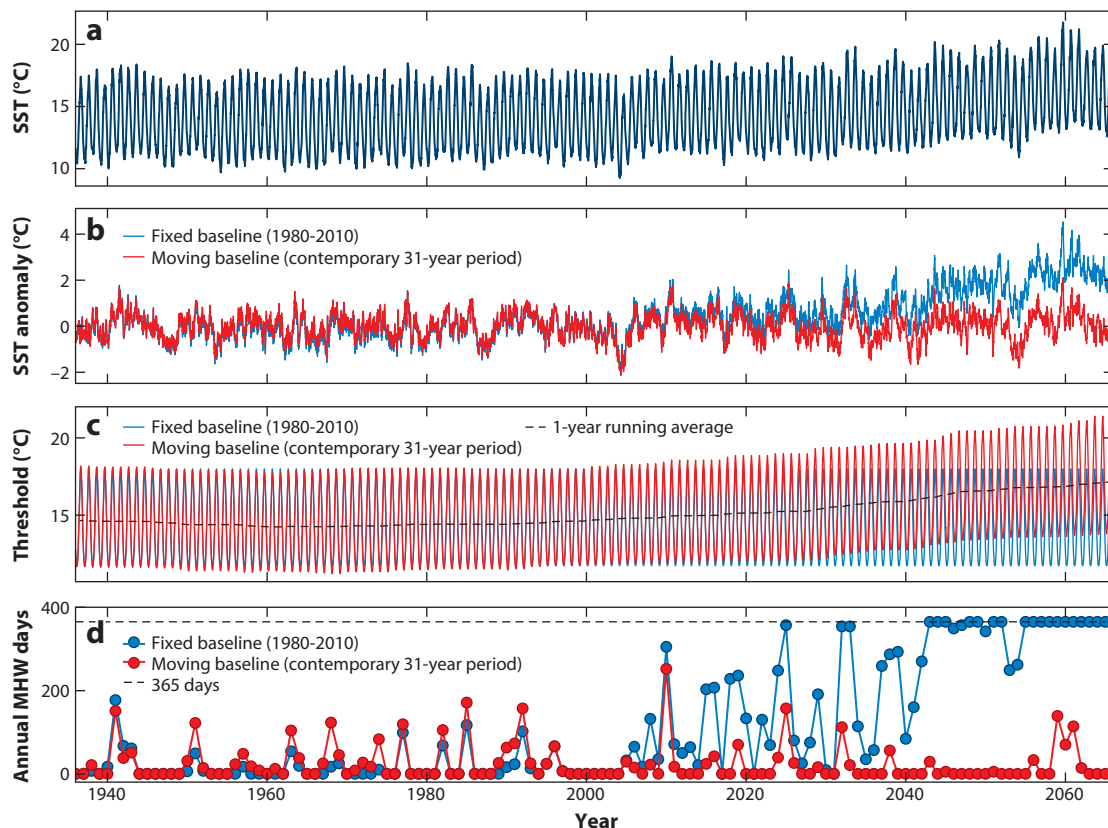 a
SST (°C)
20
15
10
b
SST anomaly (°C)
4
2
0
−2
Fixed baseline (1980-2010)
Moving baseline (contemporary 31-year period)
c
Threshold (°C)
20
15
Fixed baseline (1980-2010)
Moving baseline (contemporary 31-year period)
1-year running average
d
Annual MHW days
400
200
0
Fixed baseline (1980-2010)
Moving baseline (contemporary 31-year period)
365 days
1940 1960 1980 2000 2020 2040 2060
Year